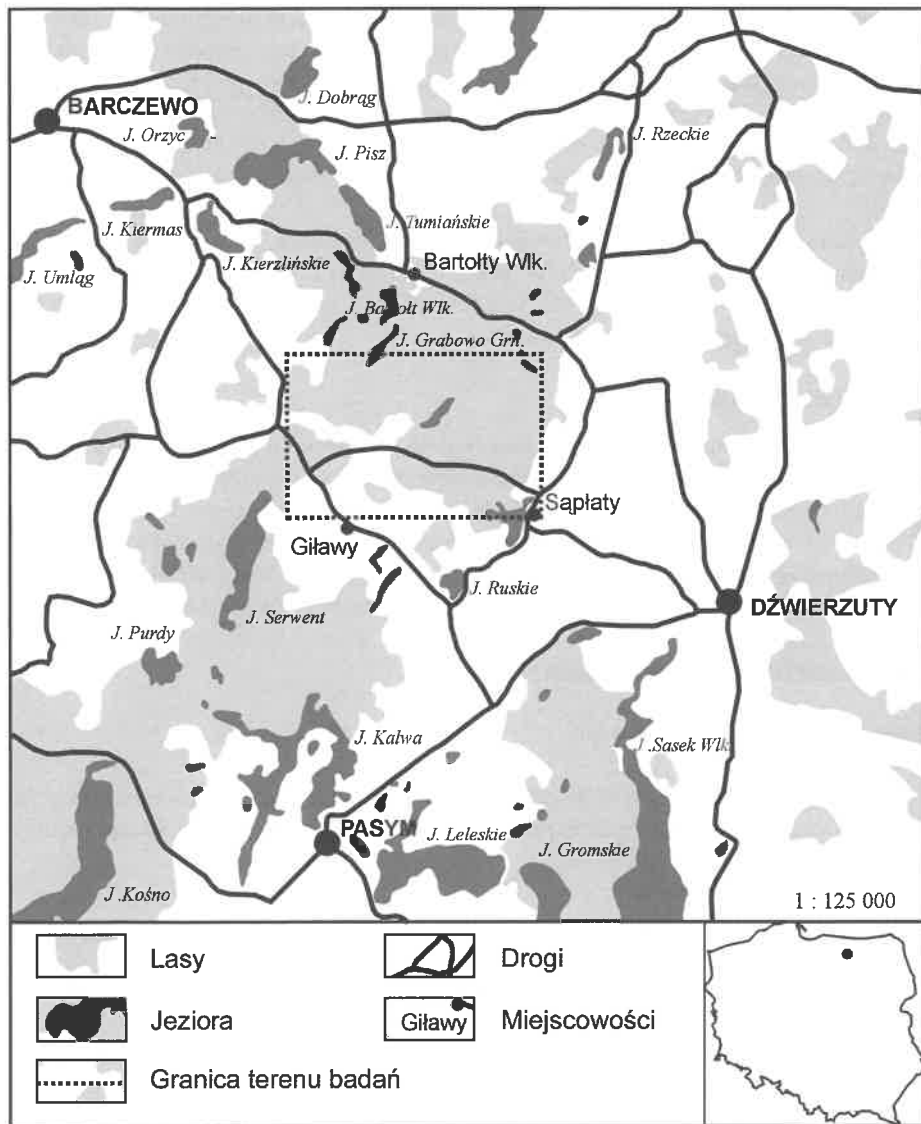 BARCZEWO
J. Dobrąg
J. Orzyc
J. Rzeckie
J. Pisz
J. Kiermas
J. Tumiańskie
J. Umląg
J. Kierzlińskie
Bartołty Wlk.
J. Bartołt Wlk.
J. Grabowo Grn.
Sąpłaty
Giławy
J. Ruskie
J. Serwent
DŹWIERZUTY
J. Purdy
J. Kalwa
J .Sasek Wlk
PASYM
J. Leleskie
J. Gromskie
J .Kośno
1 : 125 000
Lasy
Drogi
Jeziora
Giławy
Miejscowości
Granica terenu badań